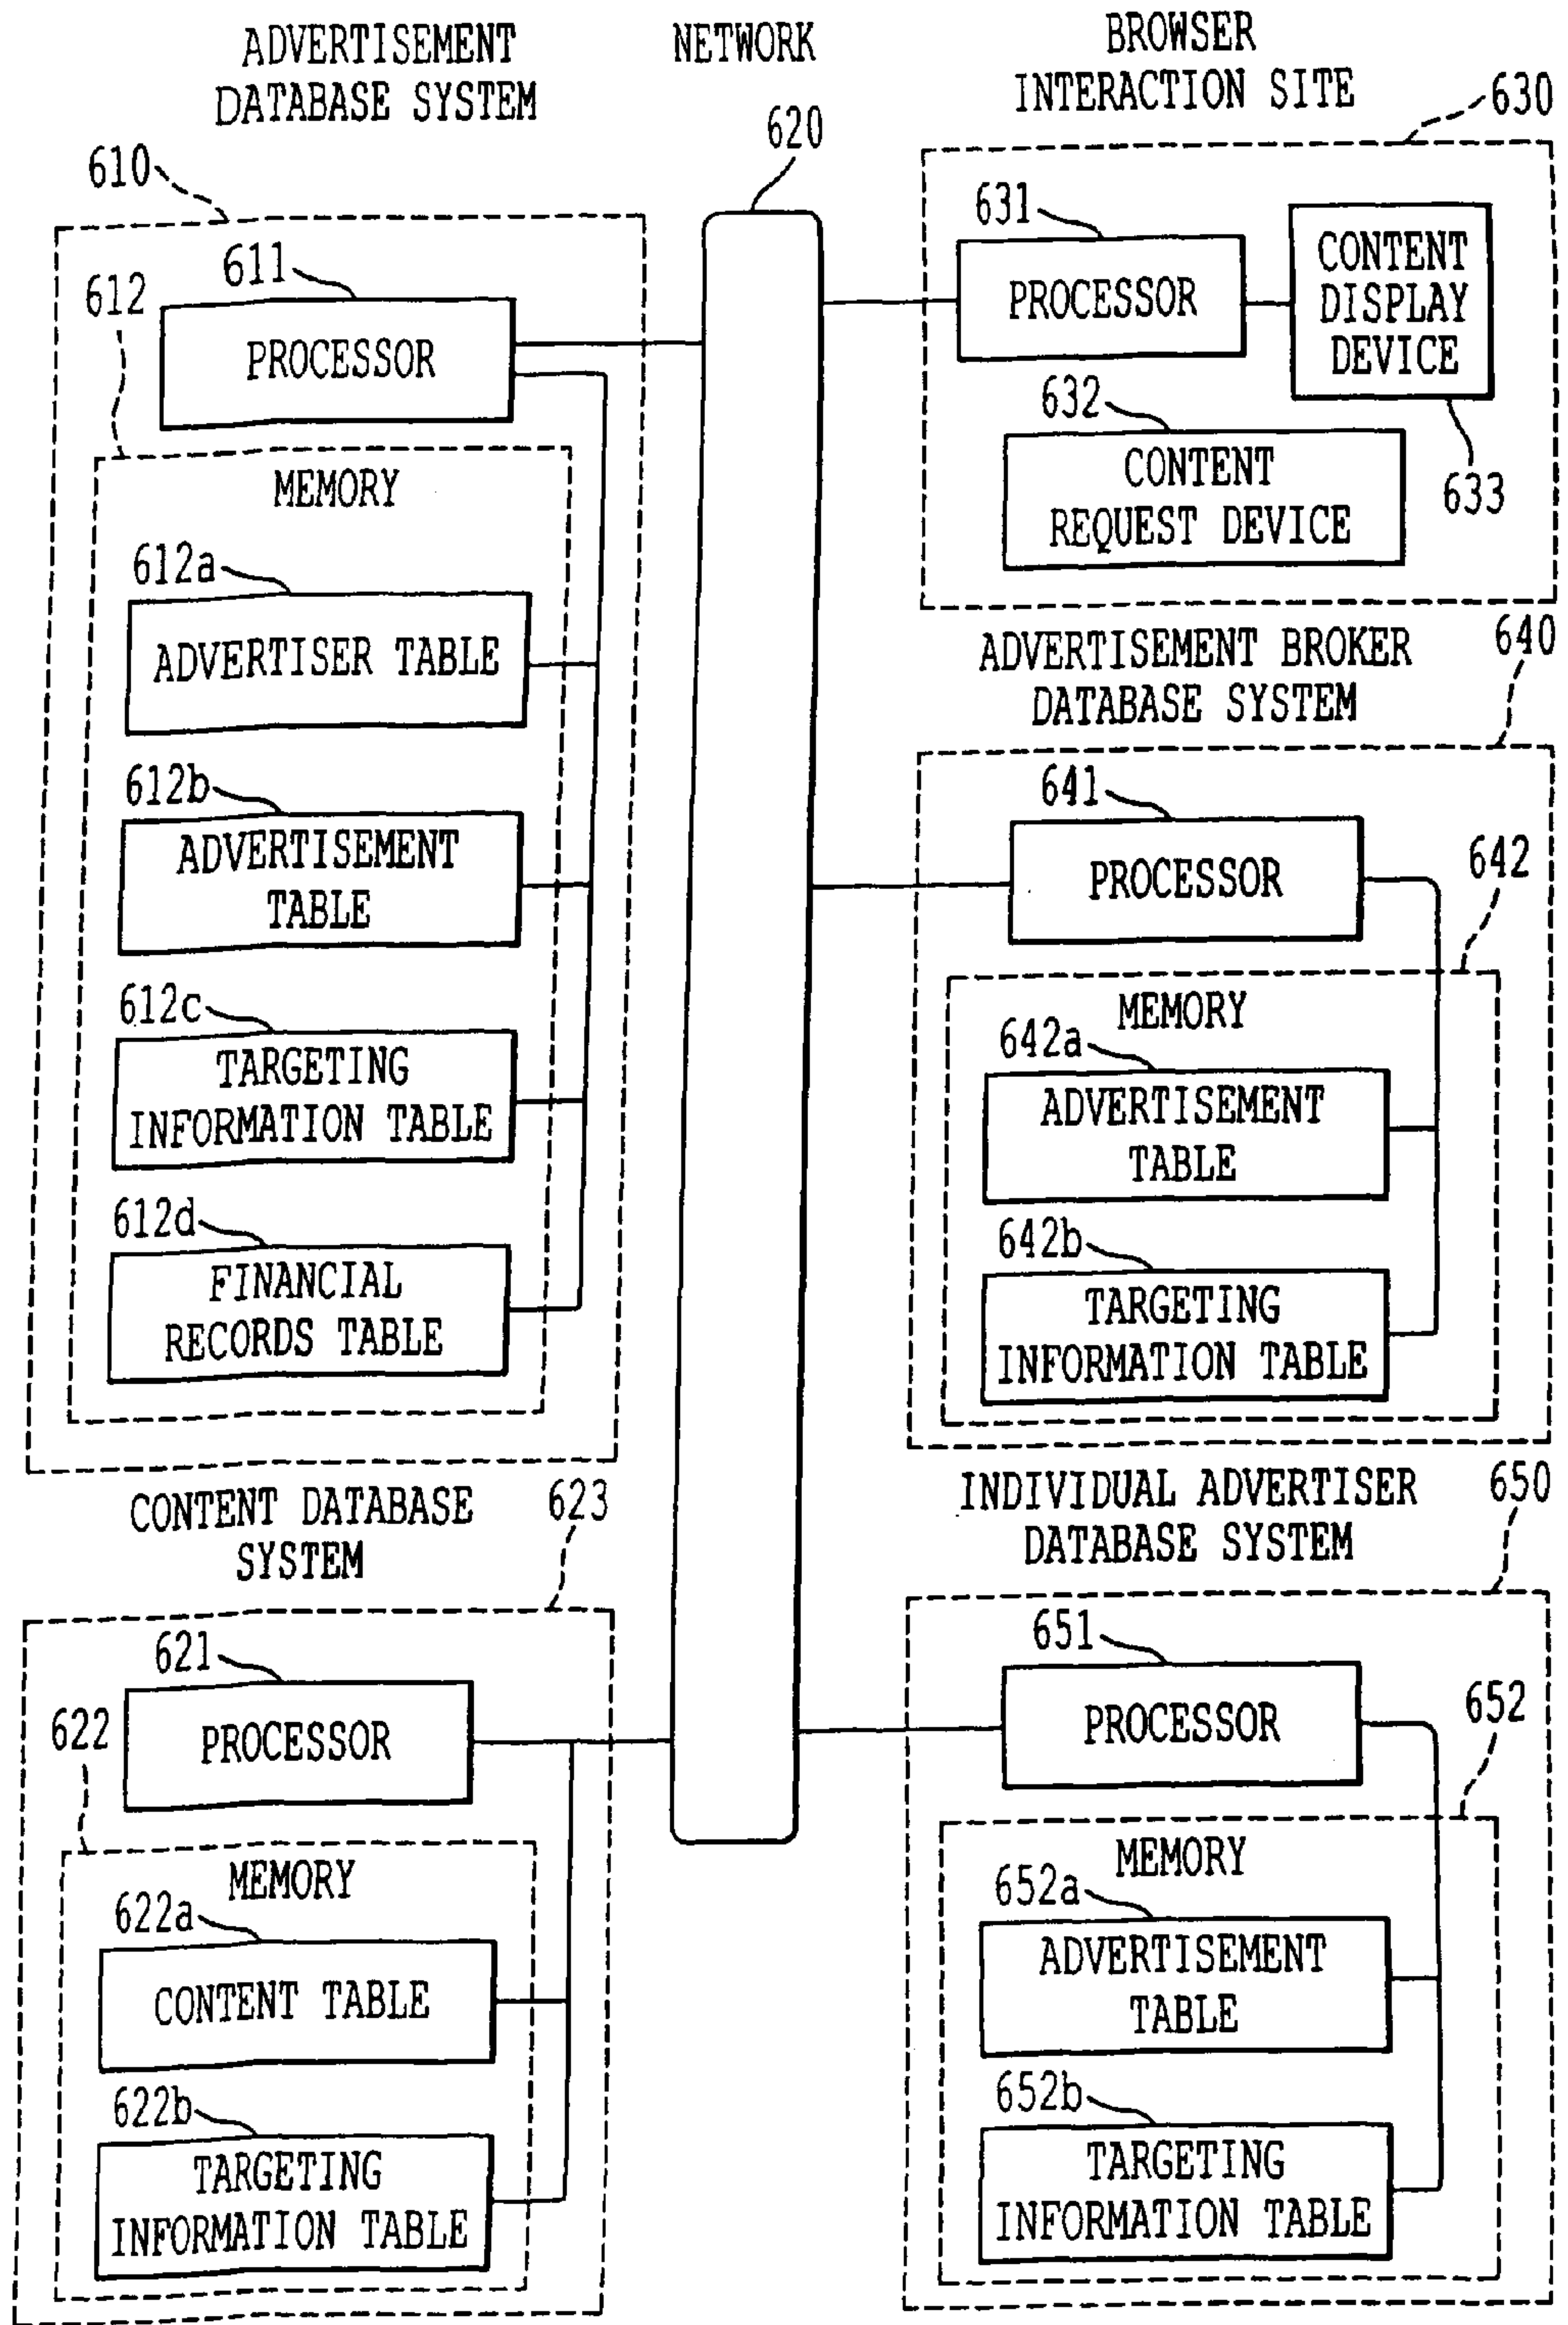 ADVERTISEMENT
DATABASE SYSTEM
610
611
612
PROCESSOR
MEMORY
612a
ADVERTISER TABLE
612b
ADVERTISEMENT
TABLE
612c
TARGETING
INFORMATION TABLE
612d
FINANCIAL
RECORDS TABLE
CONTENT DATABASE
SYSTEM
623
621
622
PROCESSOR
MEMORY
622a
CONTENT TABLE
622b
TARGETING
INFORMATION TABLE
NETWORK
620
BROWSER
INTERACTION SITE
630
631
PROCESSOR
CONTENT
DISPLAY
DEVICE
632
633
CONTENT
REQUEST DEVICE
ADVERTISEMENT BROKER
DATABASE SYSTEM
640
641
642
PROCESSOR
MEMORY
642a
ADVERTISEMENT
TABLE
642b
TARGETING
INFORMATION TABLE
INDIVIDUAL ADVERTISER
DATABASE SYSTEM
650
651
652
PROCESSOR
MEMORY
652a
ADVERTISEMENT
TABLE
652b
TARGETING
INFORMATION TABLE